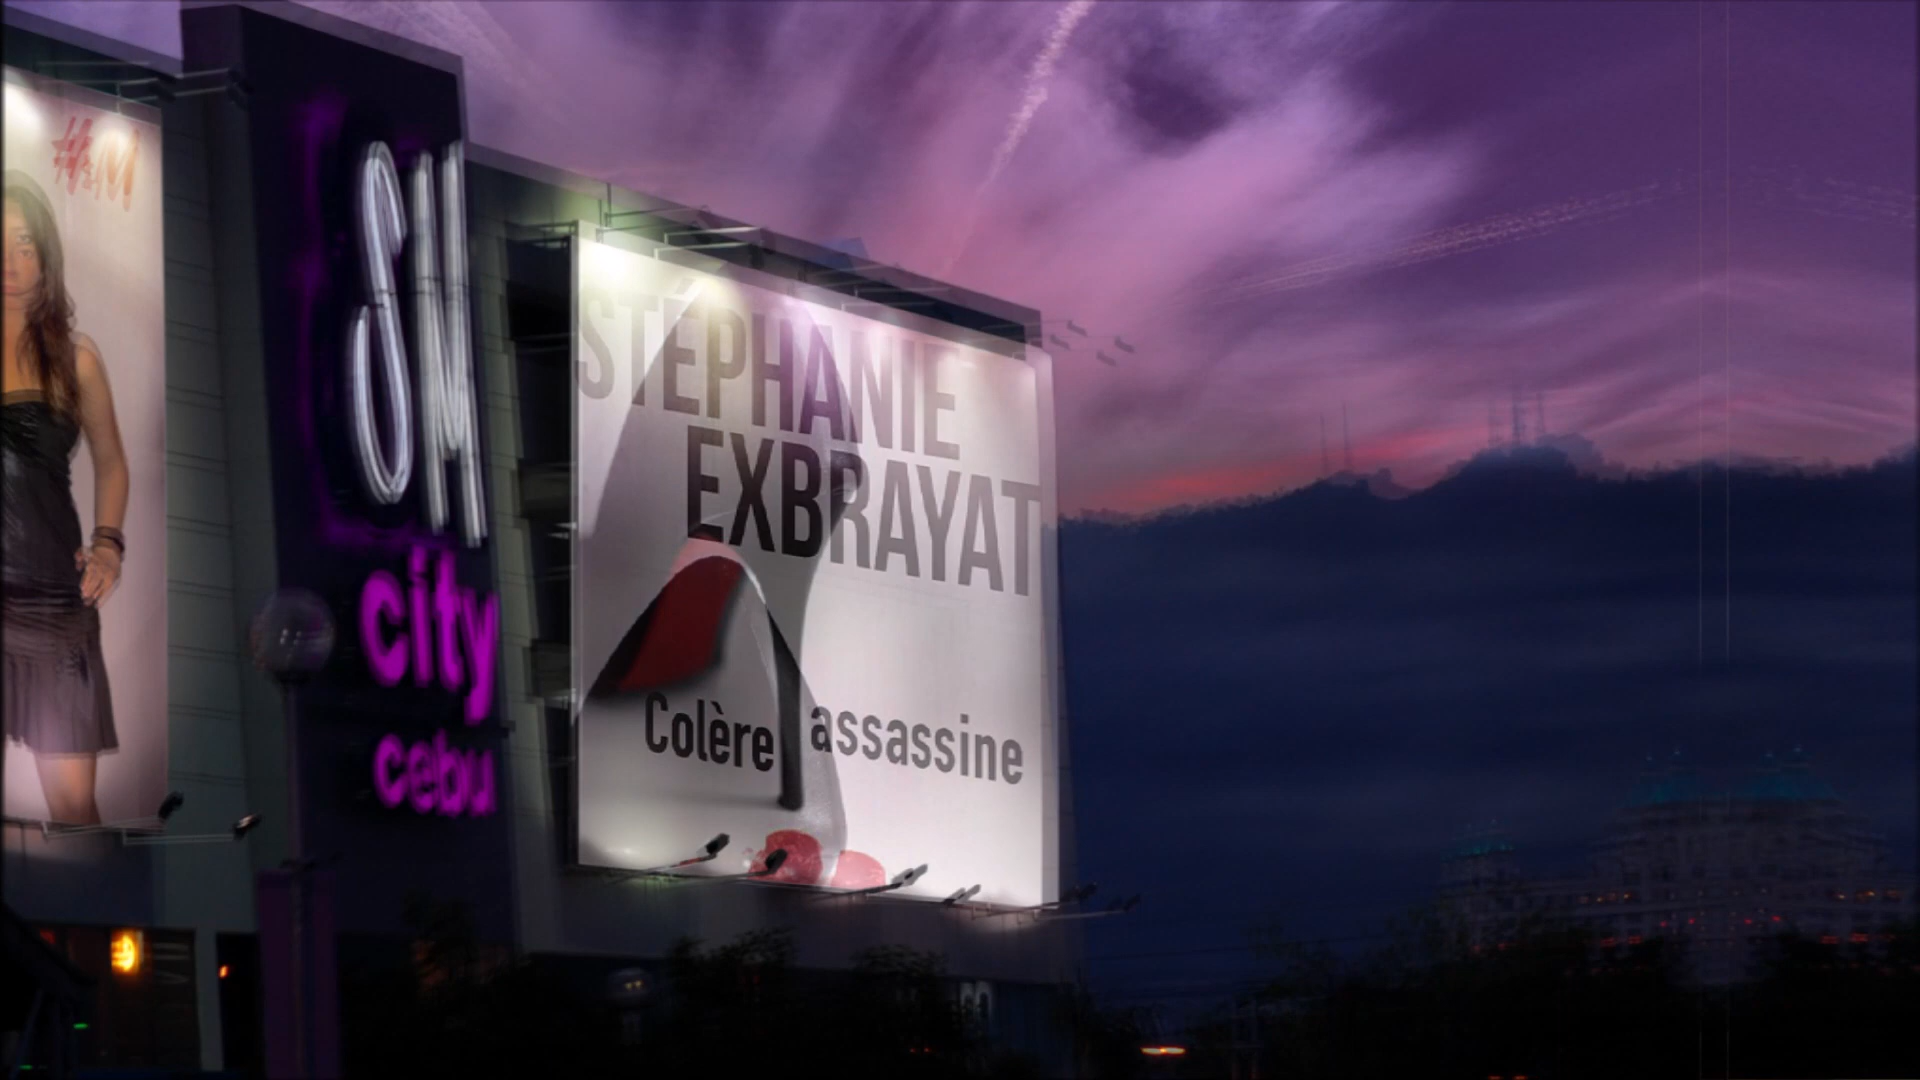 H&M
SM
city
cebu
STÉPHANIE
EXBRAYAT
Colère assassine